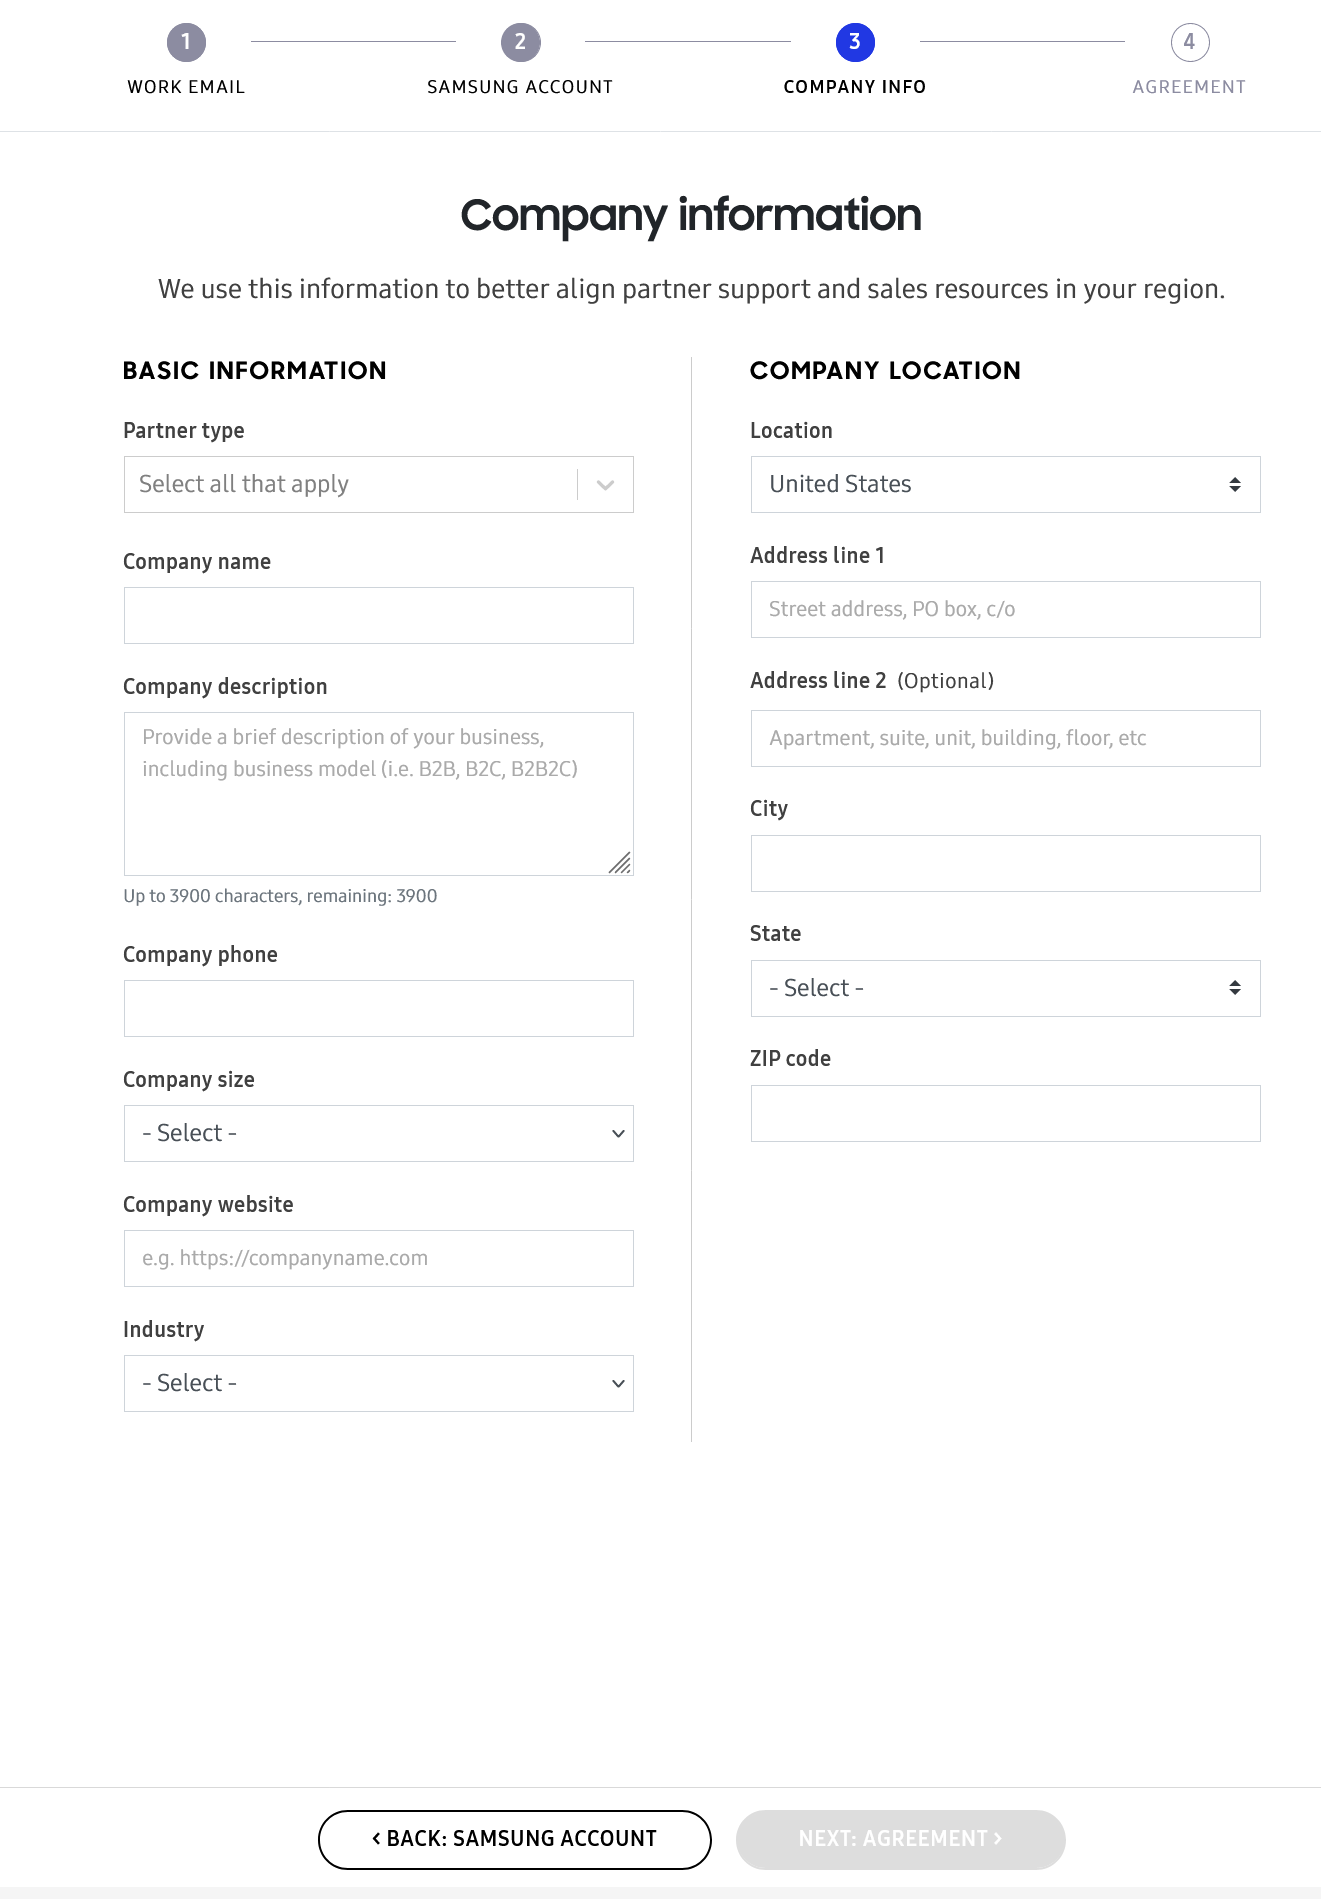 1
WORK EMAIL
2
SAMSUNG ACCOUNT
3
COMPANY INFO
4
AGREEMENT
Company information
We use this information to better align partner support and sales resources in your region.
BASIC INFORMATION
Partner type
Select all that apply
Company name
Company description
Provide a brief description of your business,
including business model (i.e. B2B, B2C, B2B2C)
Up to 3900 characters, remaining: 3900
Company phone
Company size
- Select -
Company website
e.g. https://companyname.com
Industry
- Select -
COMPANY LOCATION
Location
United States
Address line 1
Street address, PO box, c/o
Address line 2 (Optional)
Apartment, suite, unit, building, floor, etc
City
State
- Select -
ZIP code
‹ BACK: SAMSUNG ACCOUNT
NEXT: AGREEMENT ›